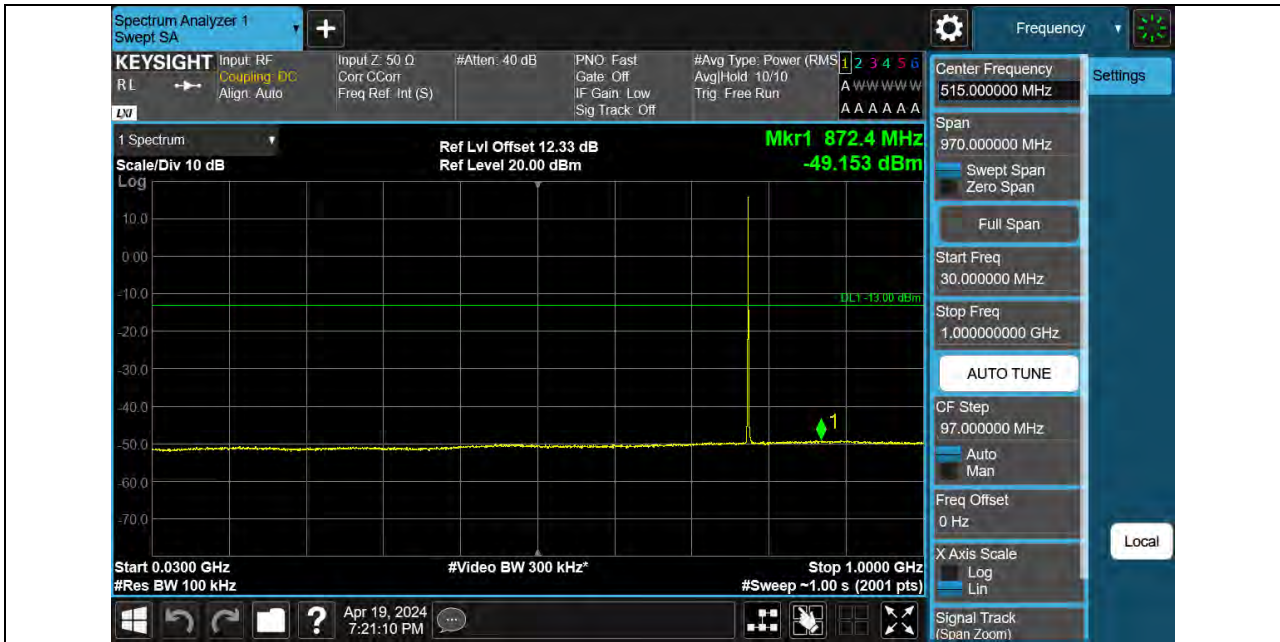 Spectrum Analyzer 1
Swept SA
Frequency
KEYSIGHT
RL
LXI
Input: RF
Coupling: DC
Align: Auto
Input Z: 50 Ω
Corr CCorr
Freq Ref: Int (S)
#Atten: 40 dB
PNO: Fast
Gate: Off
IF Gain: Low
Sig Track: Off
#Avg Type: Power (RMS
Avg|Hold: 10/10
Trig: Free Run
1 2 3 4 5 6
A W W W W W
A A A A A A
1 Spectrum
Scale/Div 10 dB
Log
Ref Lvl Offset 12.33 dB
Ref Level 20.00 dBm
Mkr1 872.4 MHz
-49.153 dBm
10.0
0.00
-10.0
DL1 -13.00 dBm
-20.0
-30.0
-40.0
1
-50.0
-60.0
-70.0
Start 0.0300 GHz
#Video BW 300 kHz*
Stop 1.0000 GHz
#Res BW 100 kHz
#Sweep ~1.00 s (2001 pts)
Center Frequency
515.000000 MHz
Settings
Span
970.000000 MHz
Swept Span
Zero Span
Full Span
Start Freq
30.000000 MHz
Stop Freq
1.000000000 GHz
AUTO TUNE
CF Step
97.000000 MHz
Auto
Man
Freq Offset
0 Hz
Local
X Axis Scale
Log
Lin
Signal Track
(Span Zoom)
?
Apr 19, 2024
7:21:10 PM